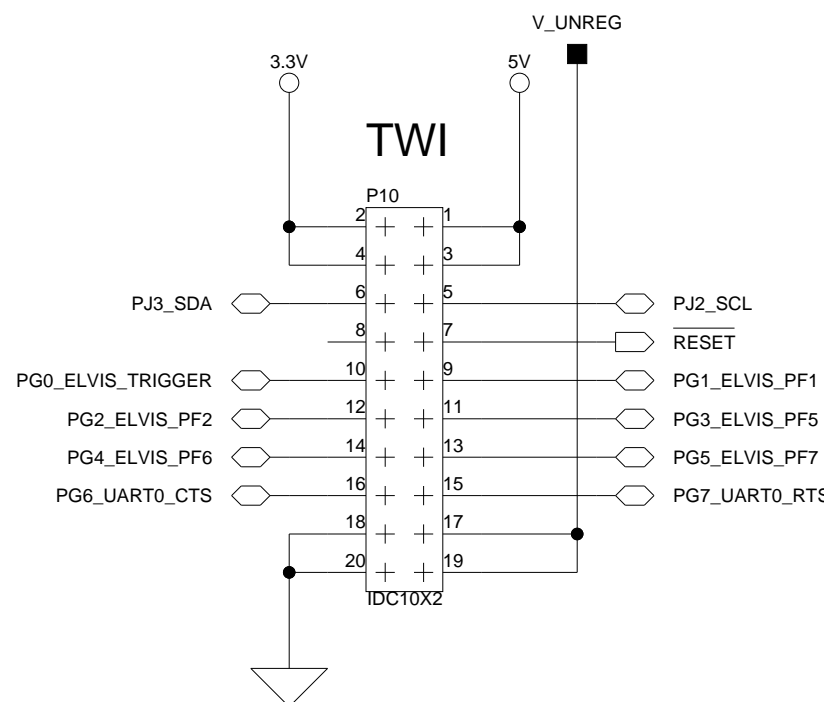 V_UNREG
3.3V 5V
TWI
P10
2 1
4 3
PJ3_SDA 6 5 PJ2_SCL
8 7 RESET
PG0_ELVIS_TRIGGER 10 9 PG1_ELVIS_PF1
PG2_ELVIS_PF2 12 11 PG3_ELVIS_PF5
PG4_ELVIS_PF6 14 13 PG5_ELVIS_PF7
PG6_UART0_CTS 16 15 PG7_UART0_RTS
18 17
20 19
IDC10X2